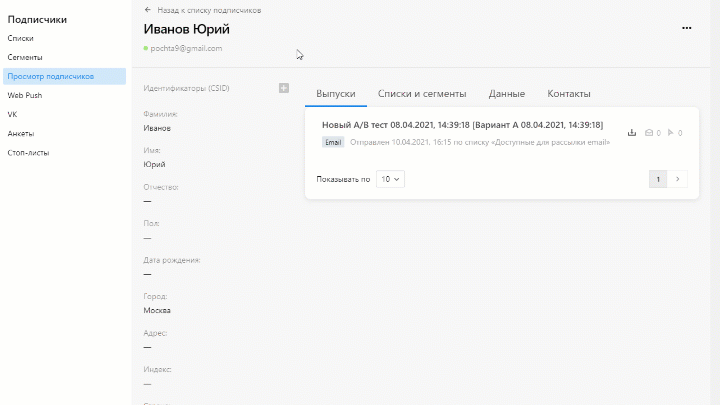 Подписчики
Списки
Сегменты
Просмотр подписчиков
Web Push
VK
Анкеты
Стоп-листы
Назад к списку подписчиков
Иванов Юрий
pochta9@gmail.com
Идентификаторы (CSID)
Фамилия:
Иванов
Имя:
Юрий
Отчество:
—
Пол:
—
Дата рождения:
—
Город:
Москва
Адрес:
—
Индекс:
—
Выпуски Списки и сегменты Данные Контакты
Новый A/B тест 08.04.2021, 14:39:18 [Вариант A 08.04.2021, 14:39:18]
Email Отправлен 10.04.2021, 16:15 по списку «Доступные для рассылки email»
0 0
Показывать по 10
1